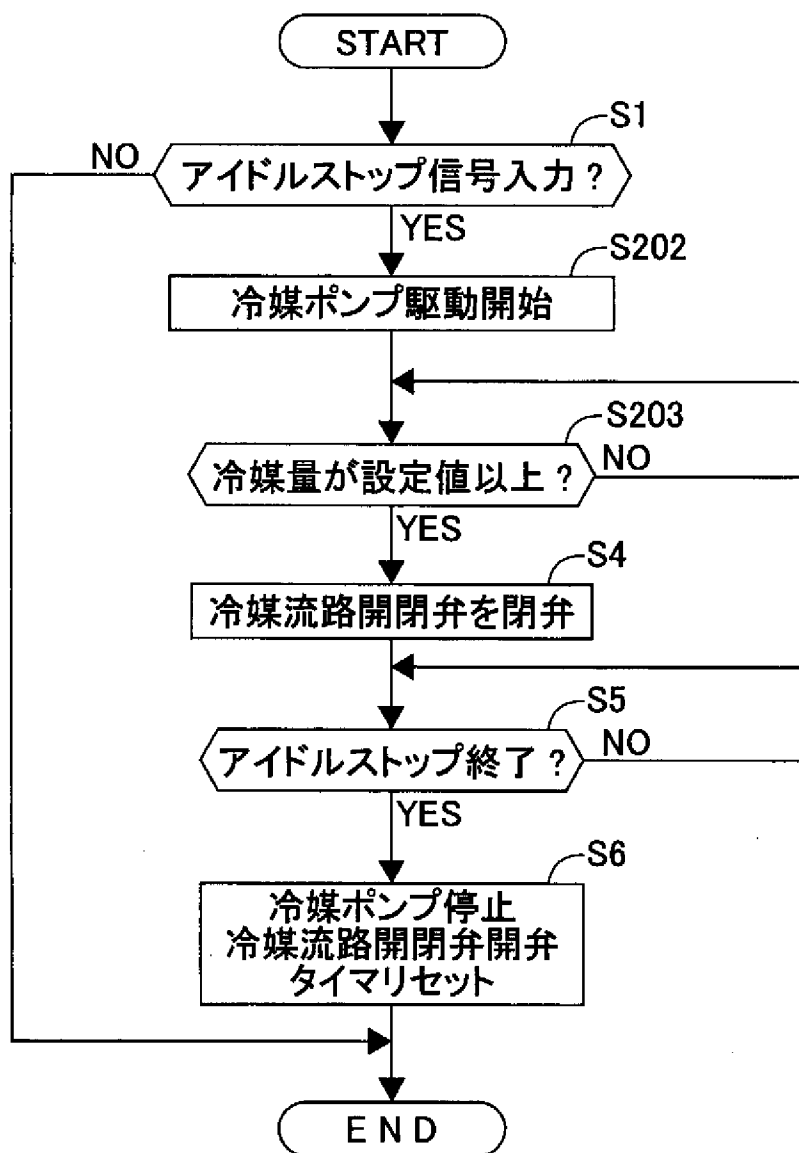 START
S1
NO
アイドルストップ信号入力?
YES
S202
冷媒ポンプ駆動開始
S203
冷媒量が設定値以上?
NO
YES
S4
冷媒流路開閉弁を閉弁
S5
アイドルストップ終了?
NO
YES
S6
冷媒ポンプ停止
冷媒流路開閉弁開弁
タイマリセット
END